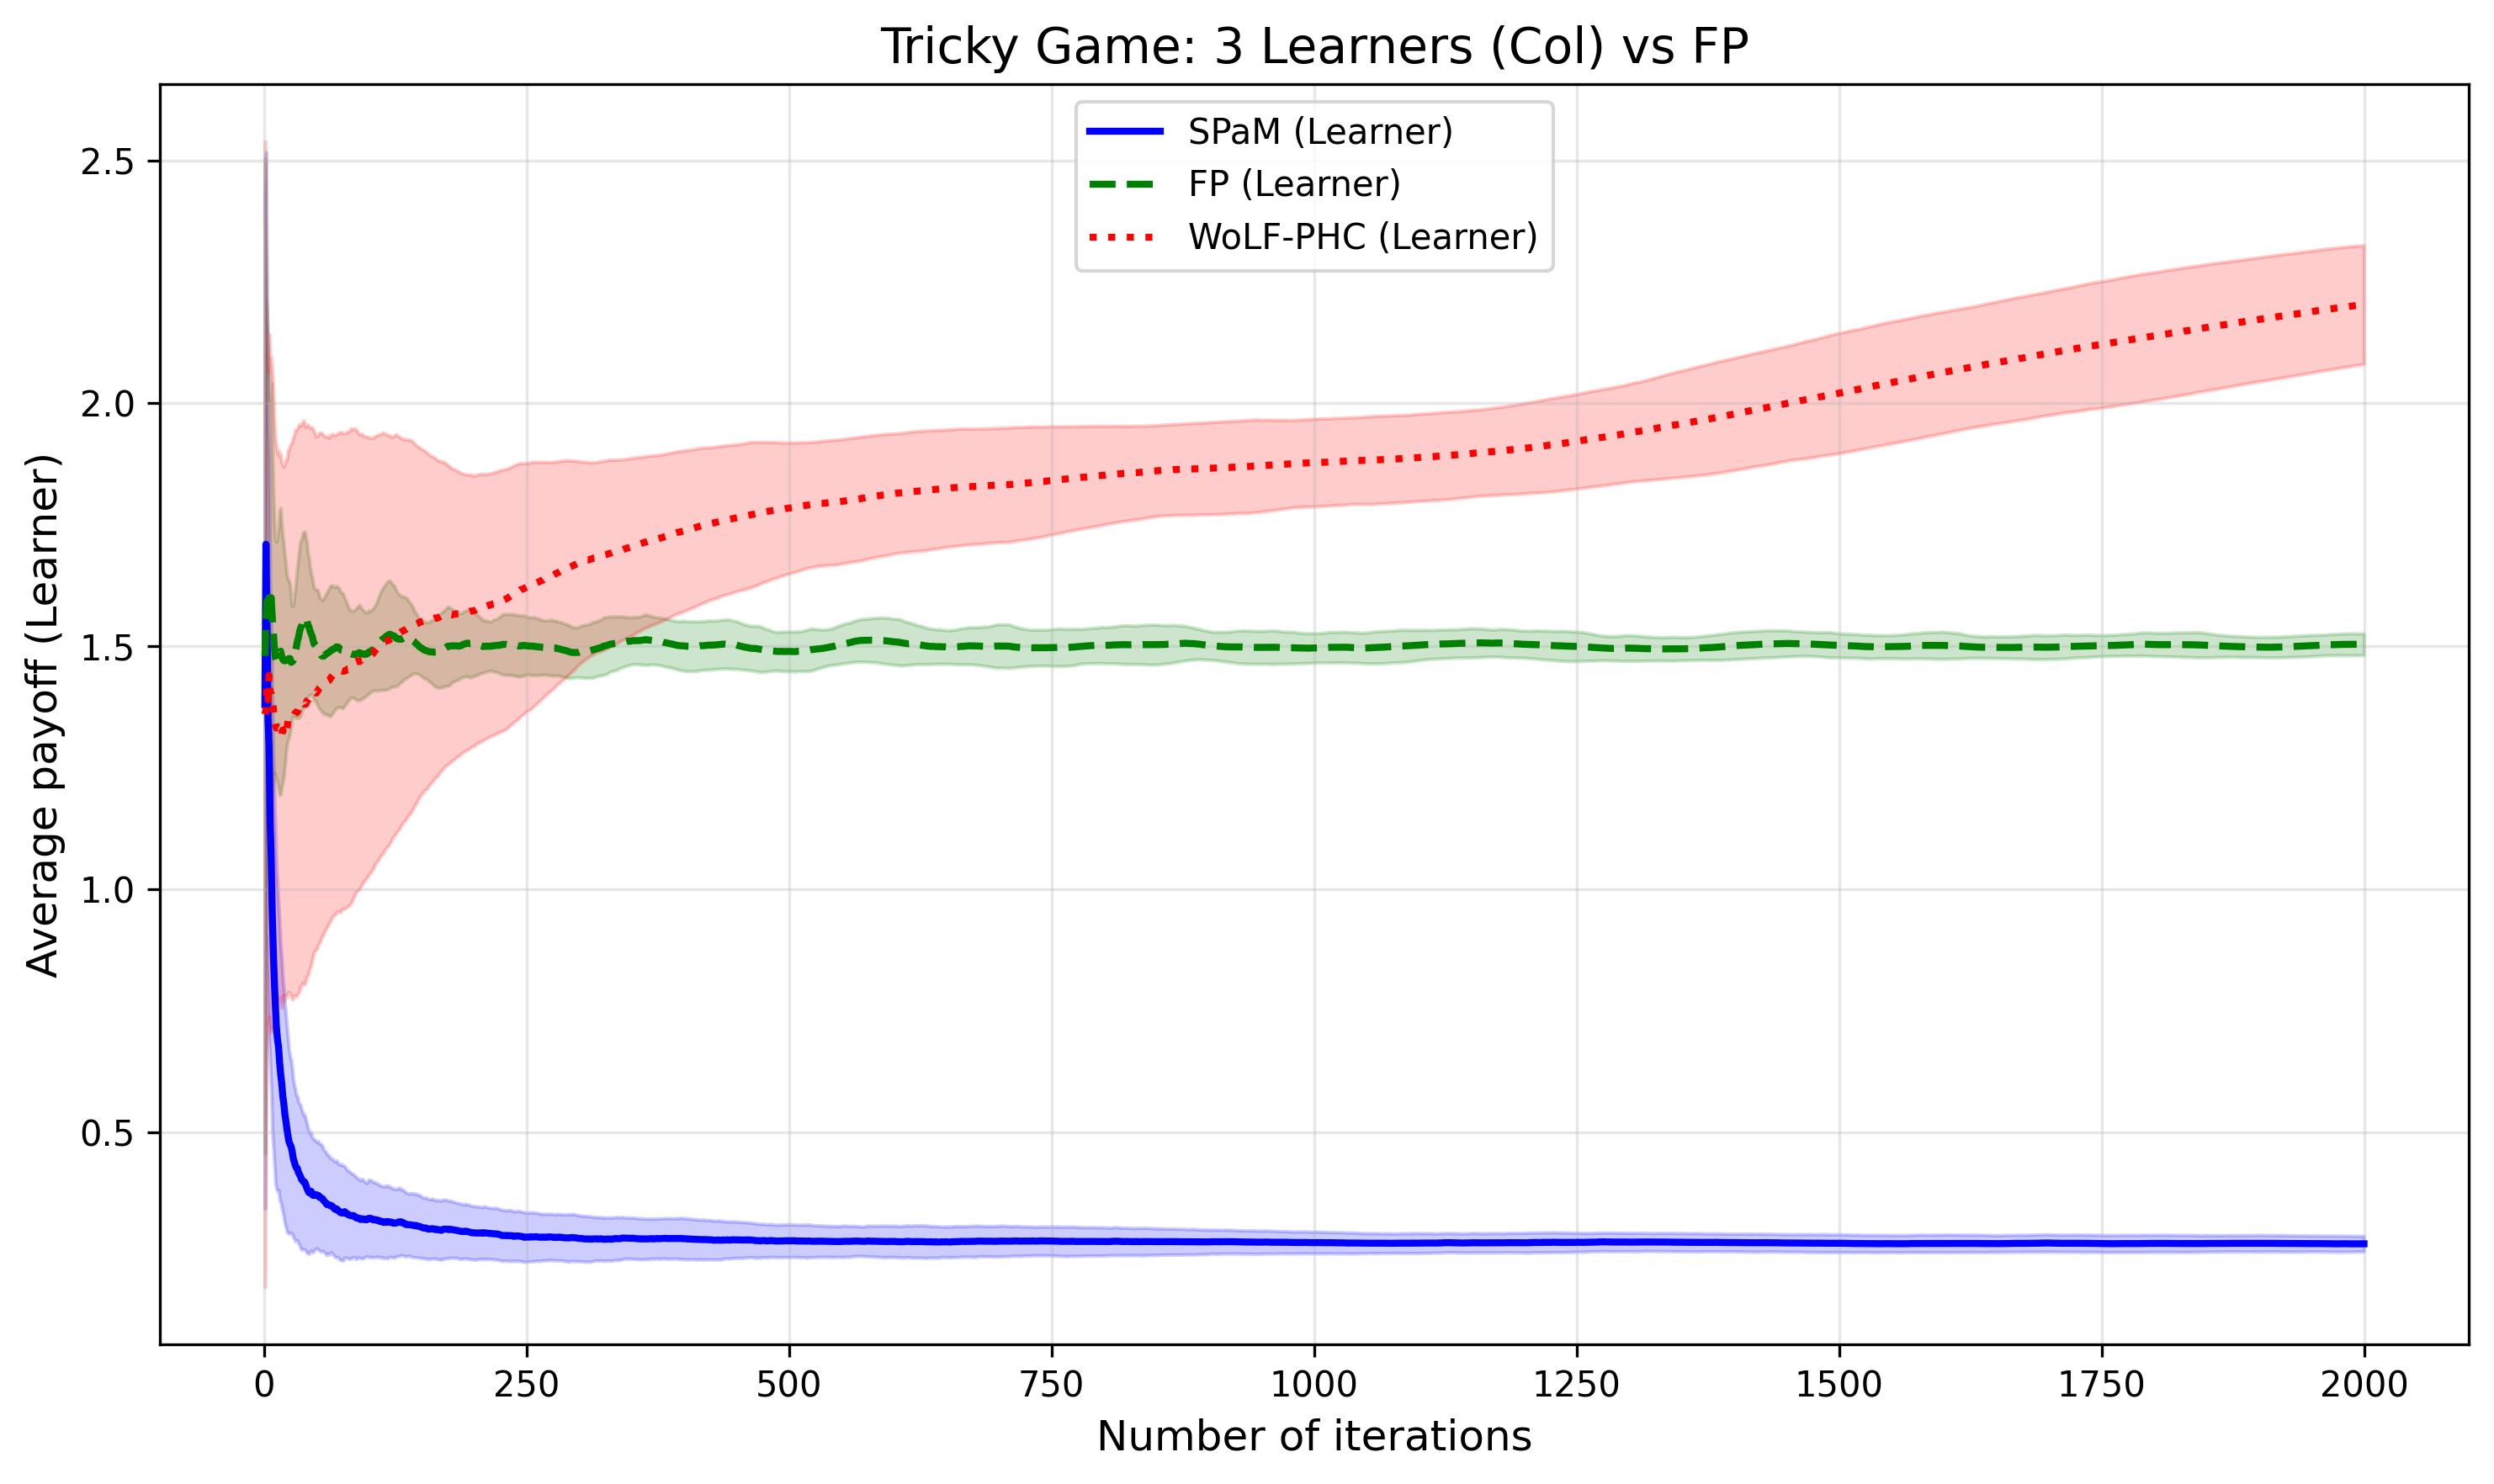 Tricky Game: 3 Learners (Col) vs FP
SPaM (Learner)
FP (Learner)
WoLF-PHC (Learner)
Average payoff (Learner)
2.5
2.0
1.5
1.0
0.5
0 250 500 750 1000 1250 1500 1750 2000
Number of iterations